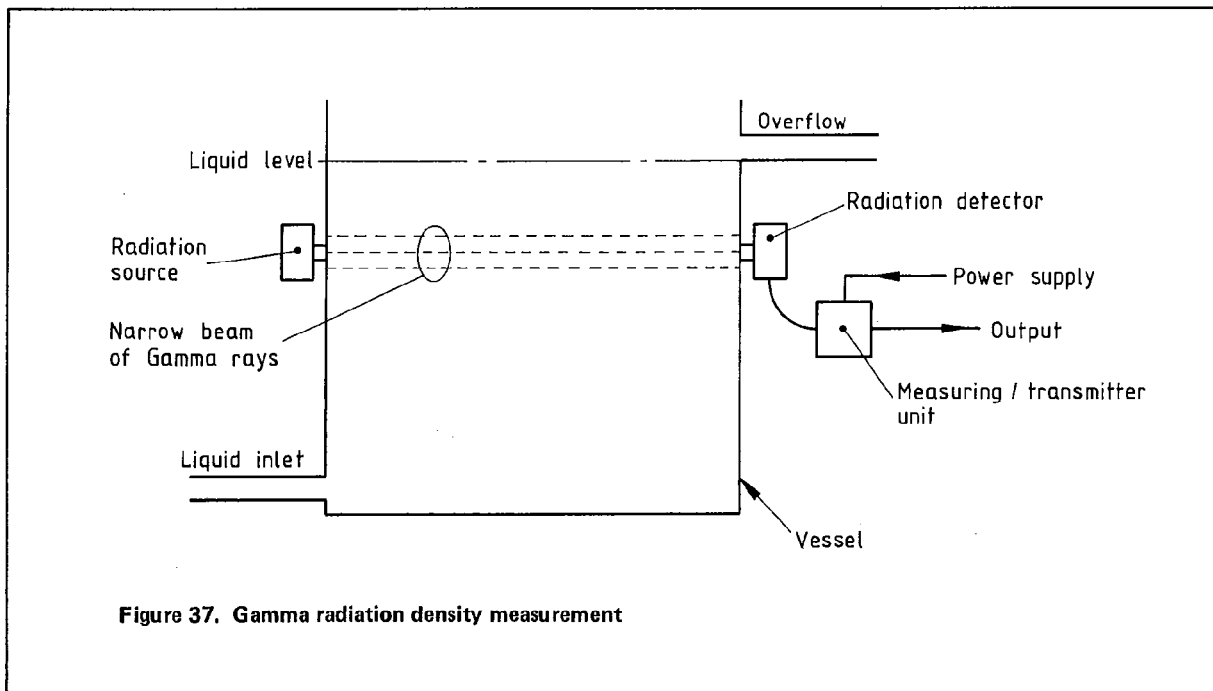 Overflow
Liquid level
Radiation detector
Radiation
source
Power supply
Narrow beam
of Gamma rays
Output
Measuring / transmitter
unit
Liquid inlet
Vessel
Figure 37. Gamma radiation density measurement